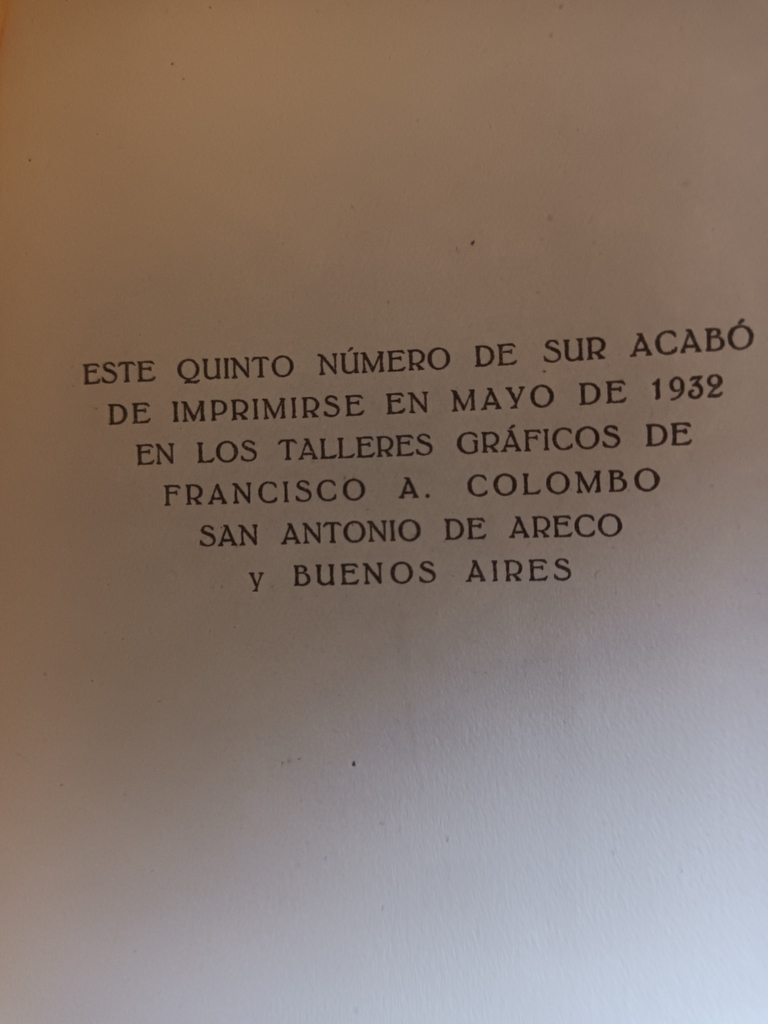 ESTE QUINTO NÚMERO DE SUR ACABÓ
DE IMPRIMIRSE EN MAYO DE 1932
EN LOS TALLERES GRÁFICOS DE
FRANCISCO A. COLOMBO
SAN ANTONIO DE ARECO
y BUENOS AIRES